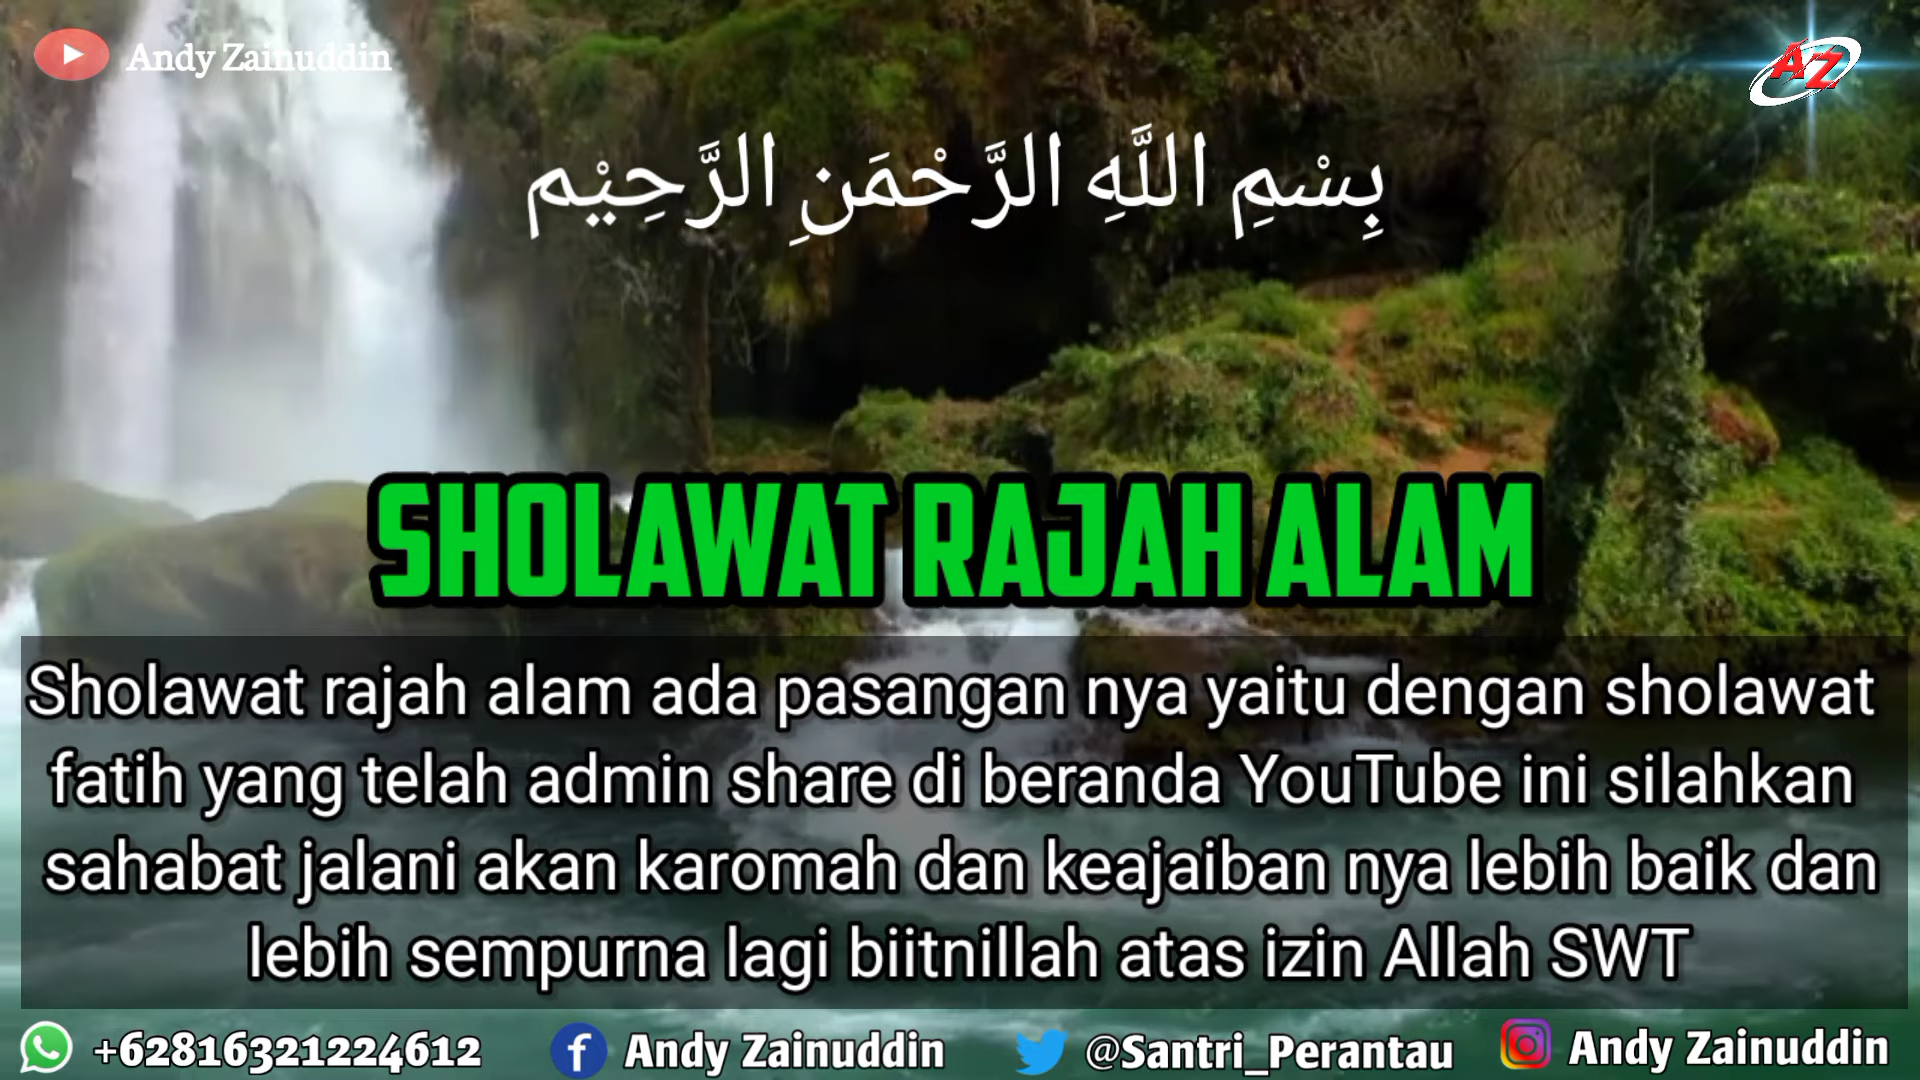 Andy Zainuddin
AZ
بِسْمِ اللَّهِ الرَّحْمَنِ الرَّحِيْم
SHOLAWAT RAJAH ALAM
Sholawat rajah alam ada pasangan nya yaitu dengan sholawat
fatih yang telah admin share di beranda YouTube ini silahkan
sahabat jalani akan karomah dan keajaiban nya lebih baik dan
lebih sempurna lagi biitnillah atas izin Allah SWT
+62816321224612 Andy Zainuddin @Santri_Perantau Andy Zainuddin